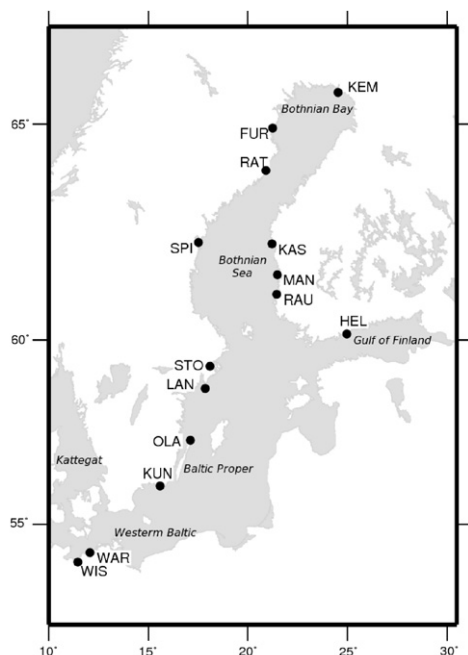 KEM
Bothnian Bay
65°
FUR
RAT
SPI
KAS
Bothnian
Sea
MAN
RAU
HEL
60°
Gulf of Finland
STO
LAN
OLA
Kattegat
Baltic Proper
KUN
55°
Westerm Baltic
WAR
WIS
10° 15° 20° 25° 30°